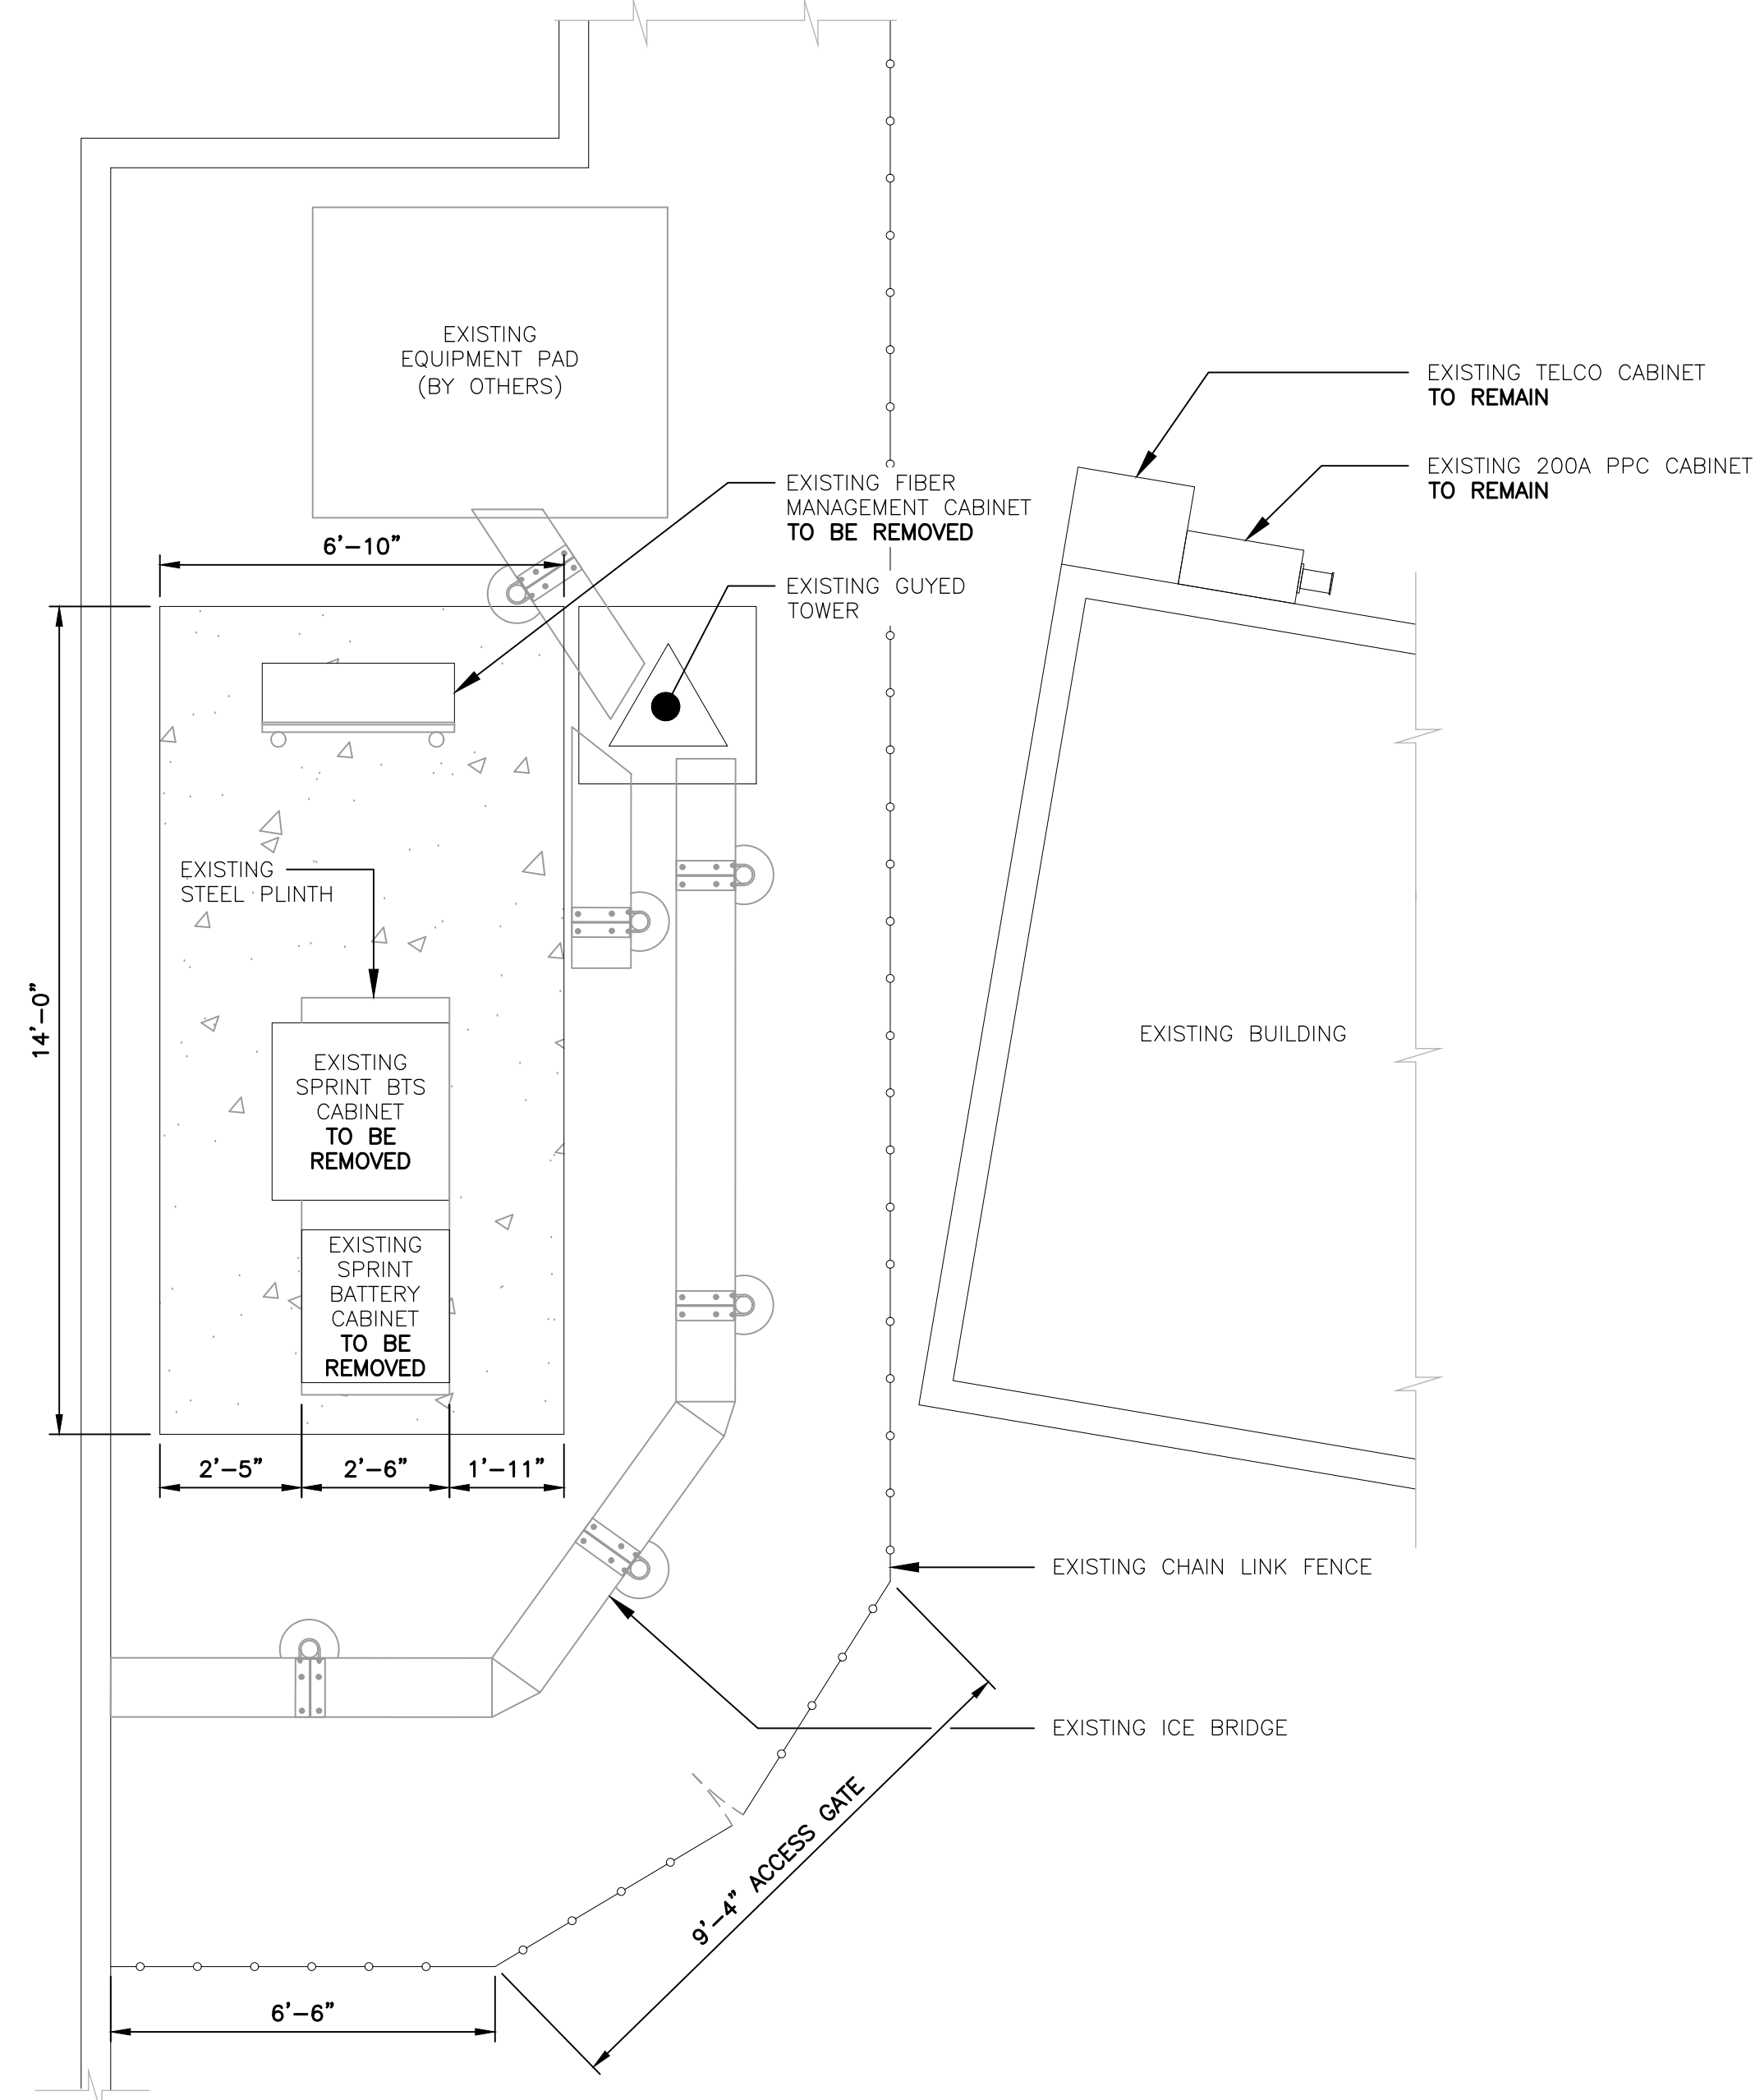 EXISTING
EQUIPMENT PAD
(BY OTHERS)
EXISTING TELCO CABINET
TO REMAIN
EXISTING 200A PPC CABINET
TO REMAIN
EXISTING FIBER
MANAGEMENT CABINET
TO BE REMOVED
6'-10"
EXISTING GUYED
TOWER
EXISTING
STEEL PLINTH
14'-0"
EXISTING BUILDING
EXISTING
SPRINT BTS
CABINET
TO BE
REMOVED
EXISTING
SPRINT
BATTERY
CABINET
TO BE
REMOVED
2'-5"
2'-6"
1'-11"
EXISTING CHAIN LINK FENCE
EXISTING ICE BRIDGE
9'-4" ACCESS GATE
6'-6"